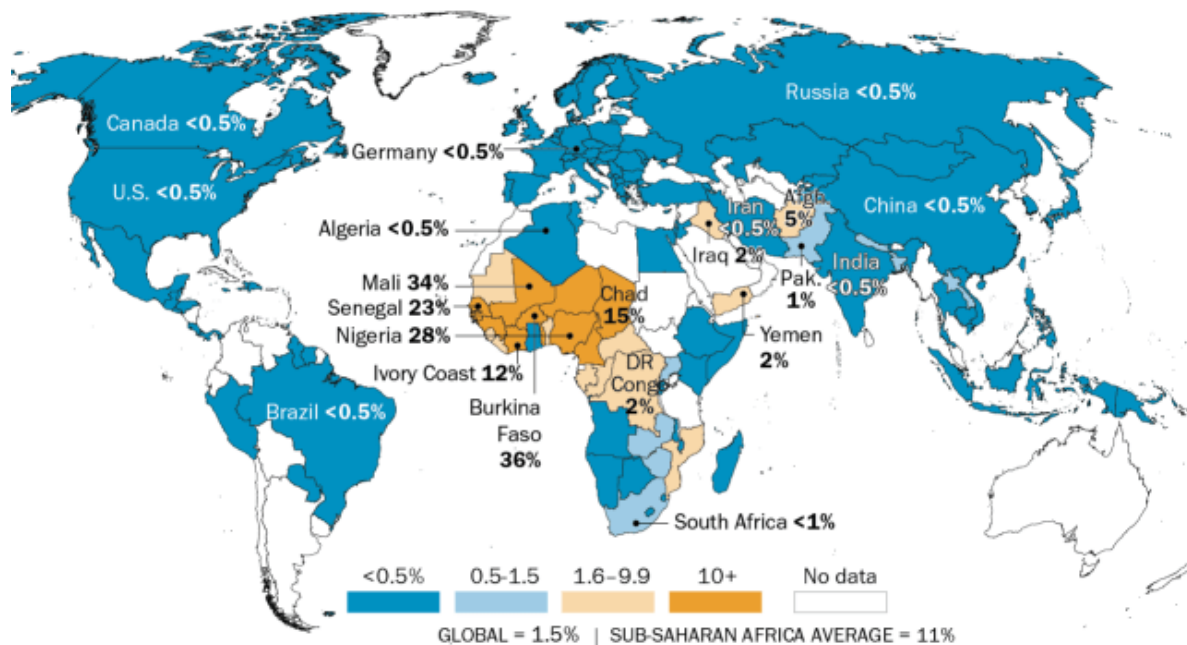 Russia <0.5%
Canada <0.5%
Germany <0.5%
U.S. <0.5%
Iran
<0.5%
Afgh.
5%
China <0.5%
Algeria <0.5%
Iraq 2%
India
<0.5%
Pak.
1%
Mali 34%
Chad
15%
Senegal 23%
Nigeria 28%
Yemen
2%
Ivory Coast 12%
DR
Congo
2%
Brazil <0.5%
Burkina
Faso
36%
South Africa <1%
<0.5% 0.5-1.5 1.6–9.9 10+ No data
GLOBAL = 1.5% | SUB-SAHARAN AFRICA AVERAGE = 11%